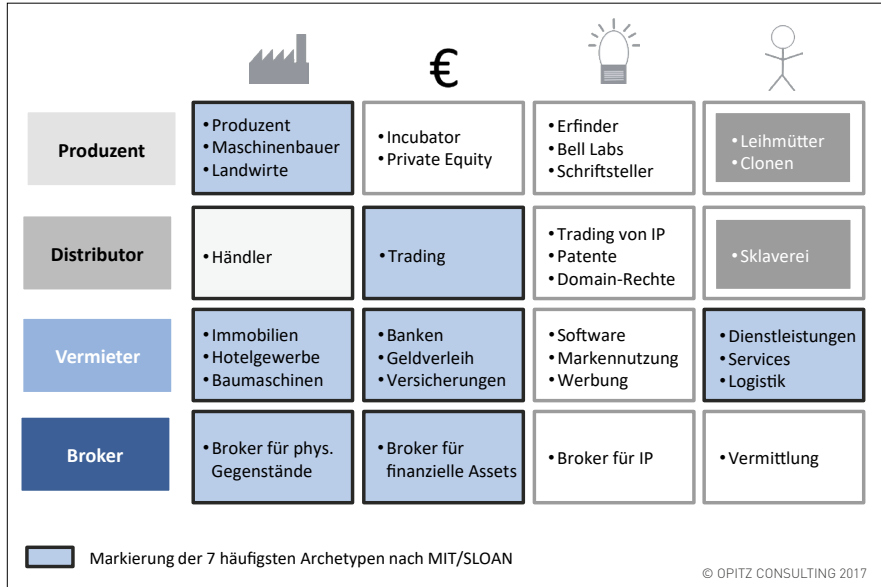 €
Produzent
• Produzent
• Maschinenbauer
• Landwirte
• Incubator
• Private Equity
• Erfinder
• Bell Labs
• Schriftsteller
• Leihmütter
• Clonen
Distributor
• Händler
• Trading
• Trading von IP
• Patente
• Domain-Rechte
• Sklaverei
Vermieter
• Immobilien
• Hotelgewerbe
• Baumaschinen
• Banken
• Geldverleih
• Versicherungen
• Software
• Markennutzung
• Werbung
• Dienstleistungen
• Services
• Logistik
Broker
• Broker für phys.
Gegenstände
• Broker für
finanzielle Assets
• Broker für IP
• Vermittlung
Markierung der 7 häufigsten Archetypen nach MIT/SLOAN
© OPITZ CONSULTING 2017